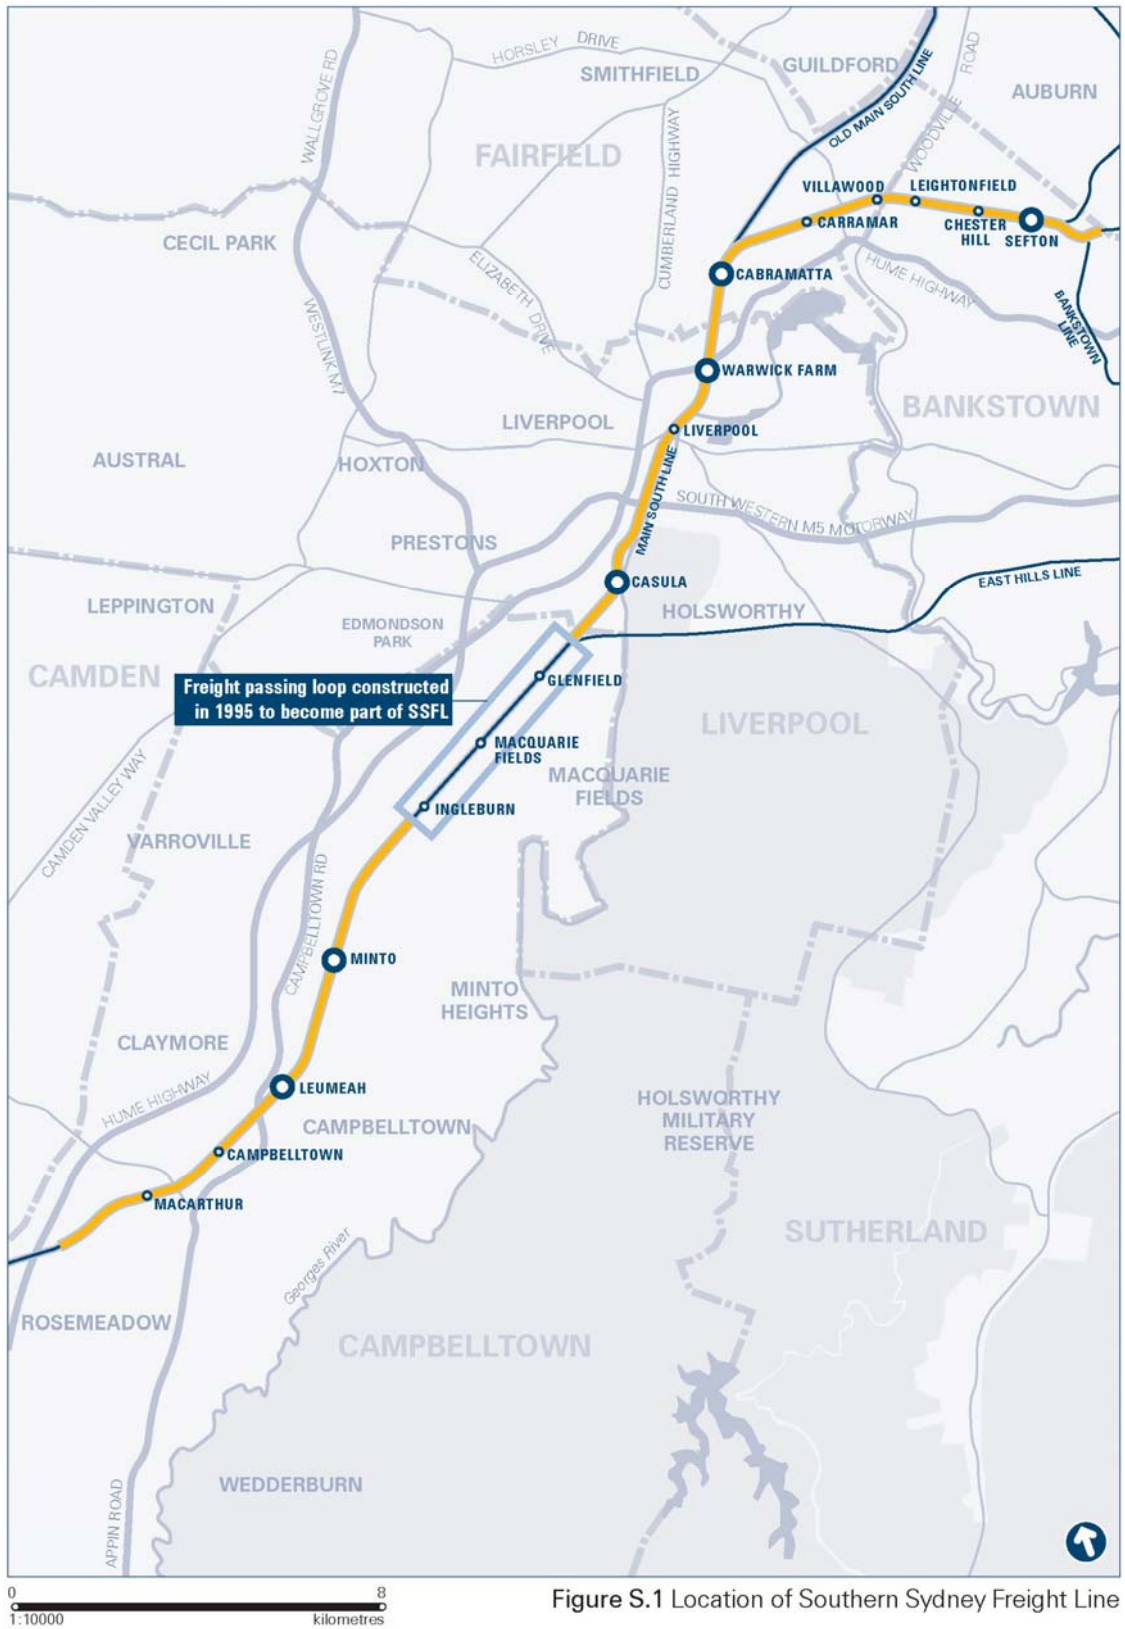 HORSLEY DRIVE
SMITHFIELD
GUILDFORD
ROAD
AUBURN
WALLGROVE RD
OLD MAIN SOUTH LINE
WOODVILLE
FAIRFIELD
CUMBERLAND HIGHWAY
VILLAWOOD
LEIGHTONFIELD
CARRAMAR
CHESTER
HILL
SEFTON
CECIL PARK
ELIZABETH DRIVE
CABRAMATTA
HUME HIGHWAY
BANKSTOWN
LINE
WESTLINK M7
WARWICK FARM
BANKSTOWN
LIVERPOOL
LIVERPOOL
AUSTRAL
HOXTON
MAIN SOUTH LINE
SOUTH WESTERN M5 MOTORWAY
PRESTONS
EAST HILLS LINE
CASULA
LEPPINGTON
HOLSWORTHY
EDMONDSON
PARK
CAMDEN
Freight passing loop constructed
in 1995 to become part of SSFL
GLENFIELD
LIVERPOOL
MACQUARIE
FIELDS
MACQUARIE
FIELDS
CAMDEN VALLEY WAY
INGLEBURN
VARROVILLE
CAMPBELLTOWN RD
MINTO
MINTO
HEIGHTS
CLAYMORE
HUME HIGHWAY
LEUMEAH
HOLSWORTHY
MILITARY
RESERVE
CAMPBELLTOWN
CAMPBELLTOWN
MACARTHUR
SUTHERLAND
Georges River
ROSEMEADOW
CAMPBELLTOWN
WEDDERBURN
APPIN ROAD
0 8
1:10000 kilometres
Figure S.1 Location of Southern Sydney Freight Line